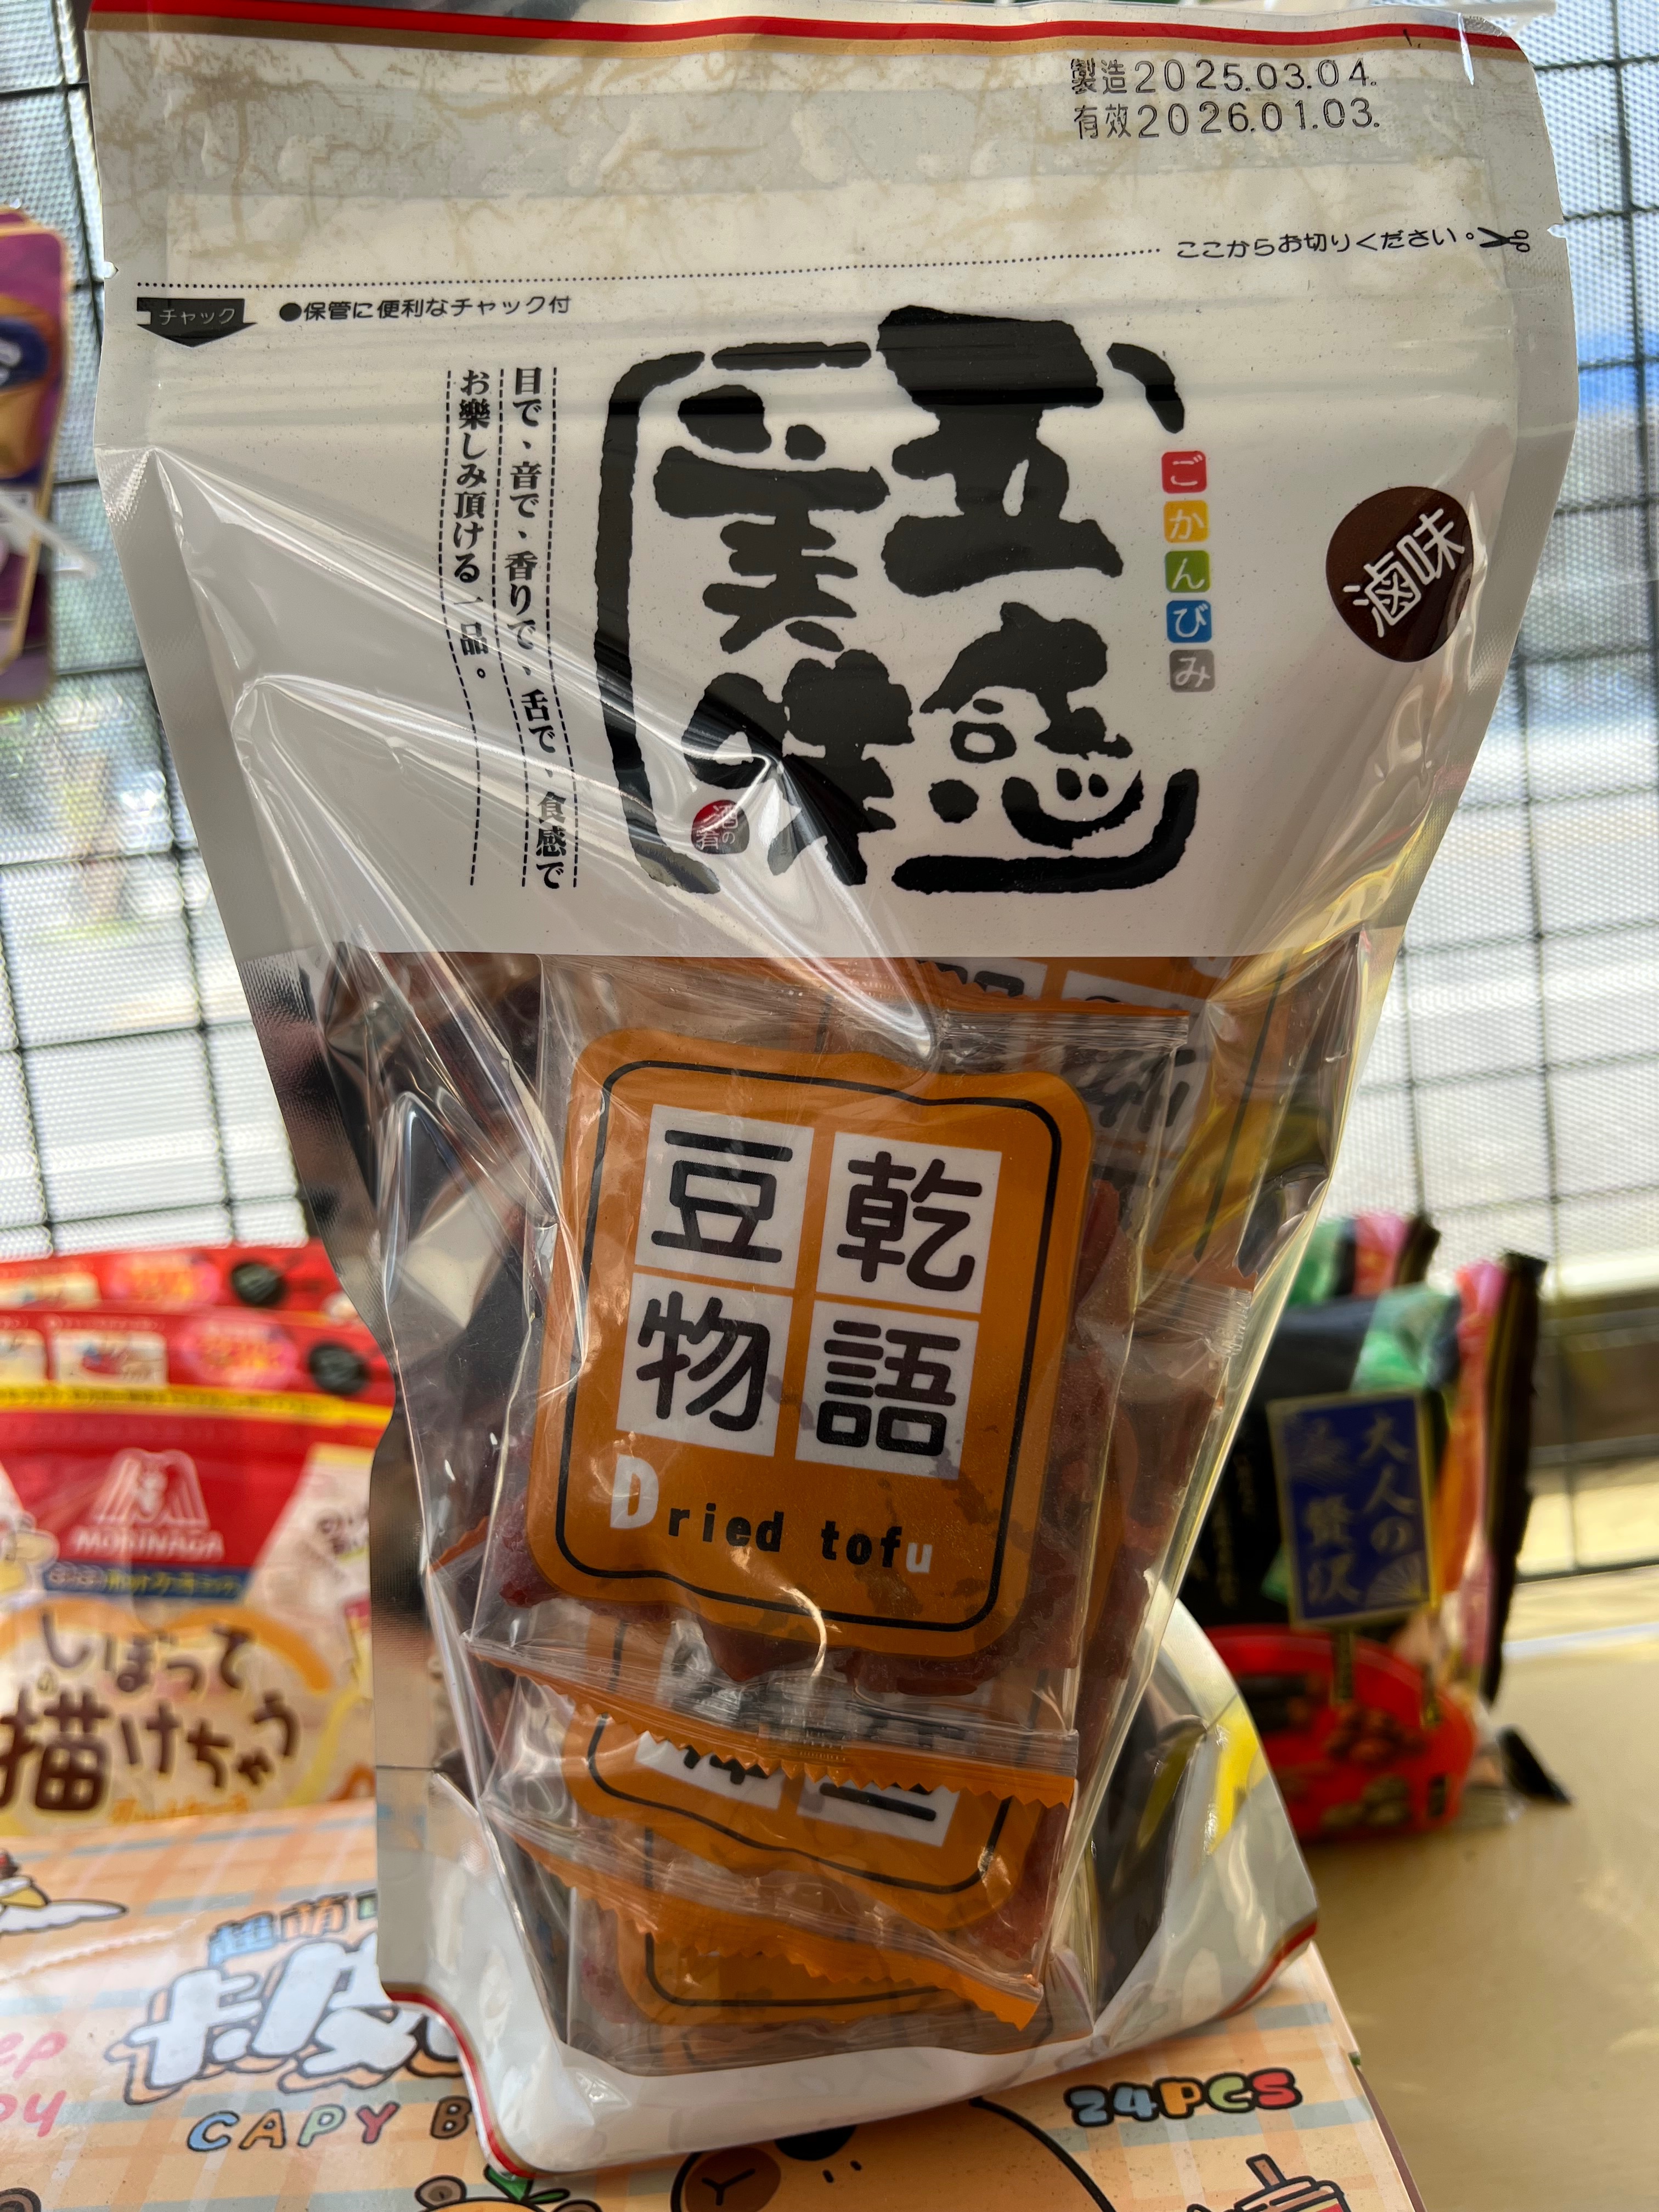 製造2025.03.04.
有效2026.01.03.
ここからお切りください。
チャック
●保管に便利なチャック付
五感
美味
ごかんびみ
滷味
目で、音で、香りで、舌で、食感で
お樂しみ頂ける一品。
乾豆
語物
Dried tofu
MORINAGA
しぼって
描けちゃう
大人の
CAPY B
24PCS